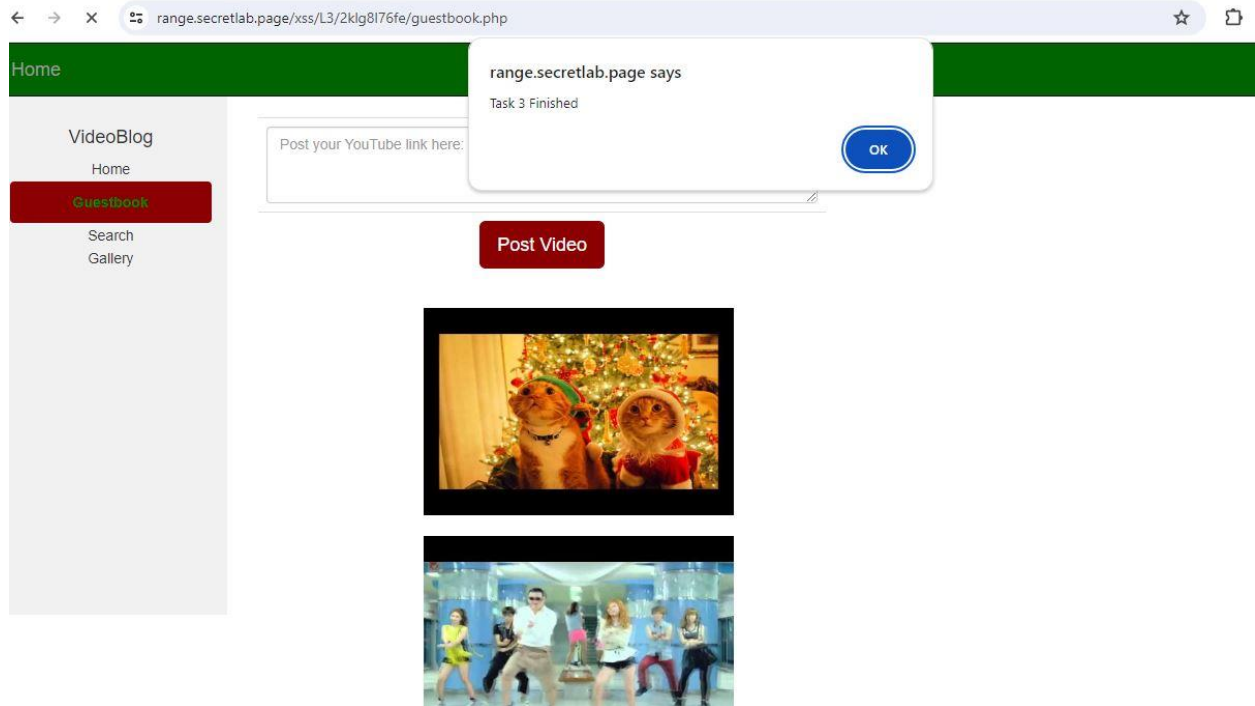 range.secretlab.page/xss/L3/2klg8l76fe/guestbook.php
Home
range.secretlab.page says
Task 3 Finished
OK
VideoBlog
Home
Guestbook
Search
Gallery
Post your YouTube link here:
Post Video